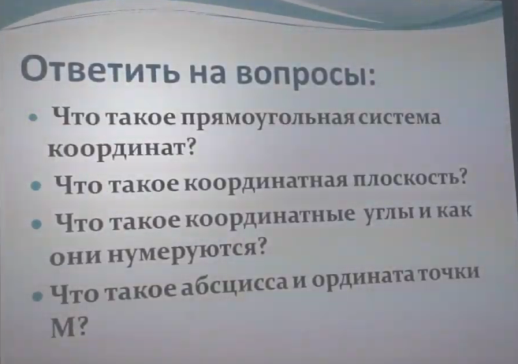 Ответить на вопросы:
• Что такое прямоугольная система
координат?
• Что такое координатная плоскость?
• Что такое координатные углы и как
они нумеруются?
• Что такое абсцисса и ордината точки
М?